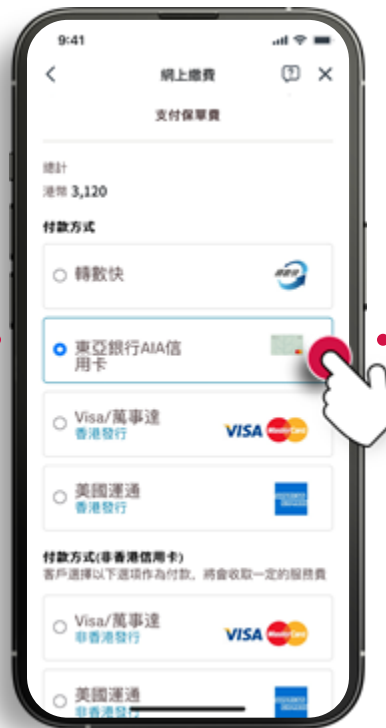 9:41
網上繳費
支付保單費
總計
港幣 3,120
付款方式
轉數快
東亞銀行AIA信
用卡
Visa/萬事達
香港發行
VISA MasterCard
美國運通
香港發行
付款方式(非香港信用卡)
客戶選擇以下選項作為付款，將會收取一定的服務費
Visa/萬事達
非香港發行
VISA MasterCard
美國運通
非香港發行